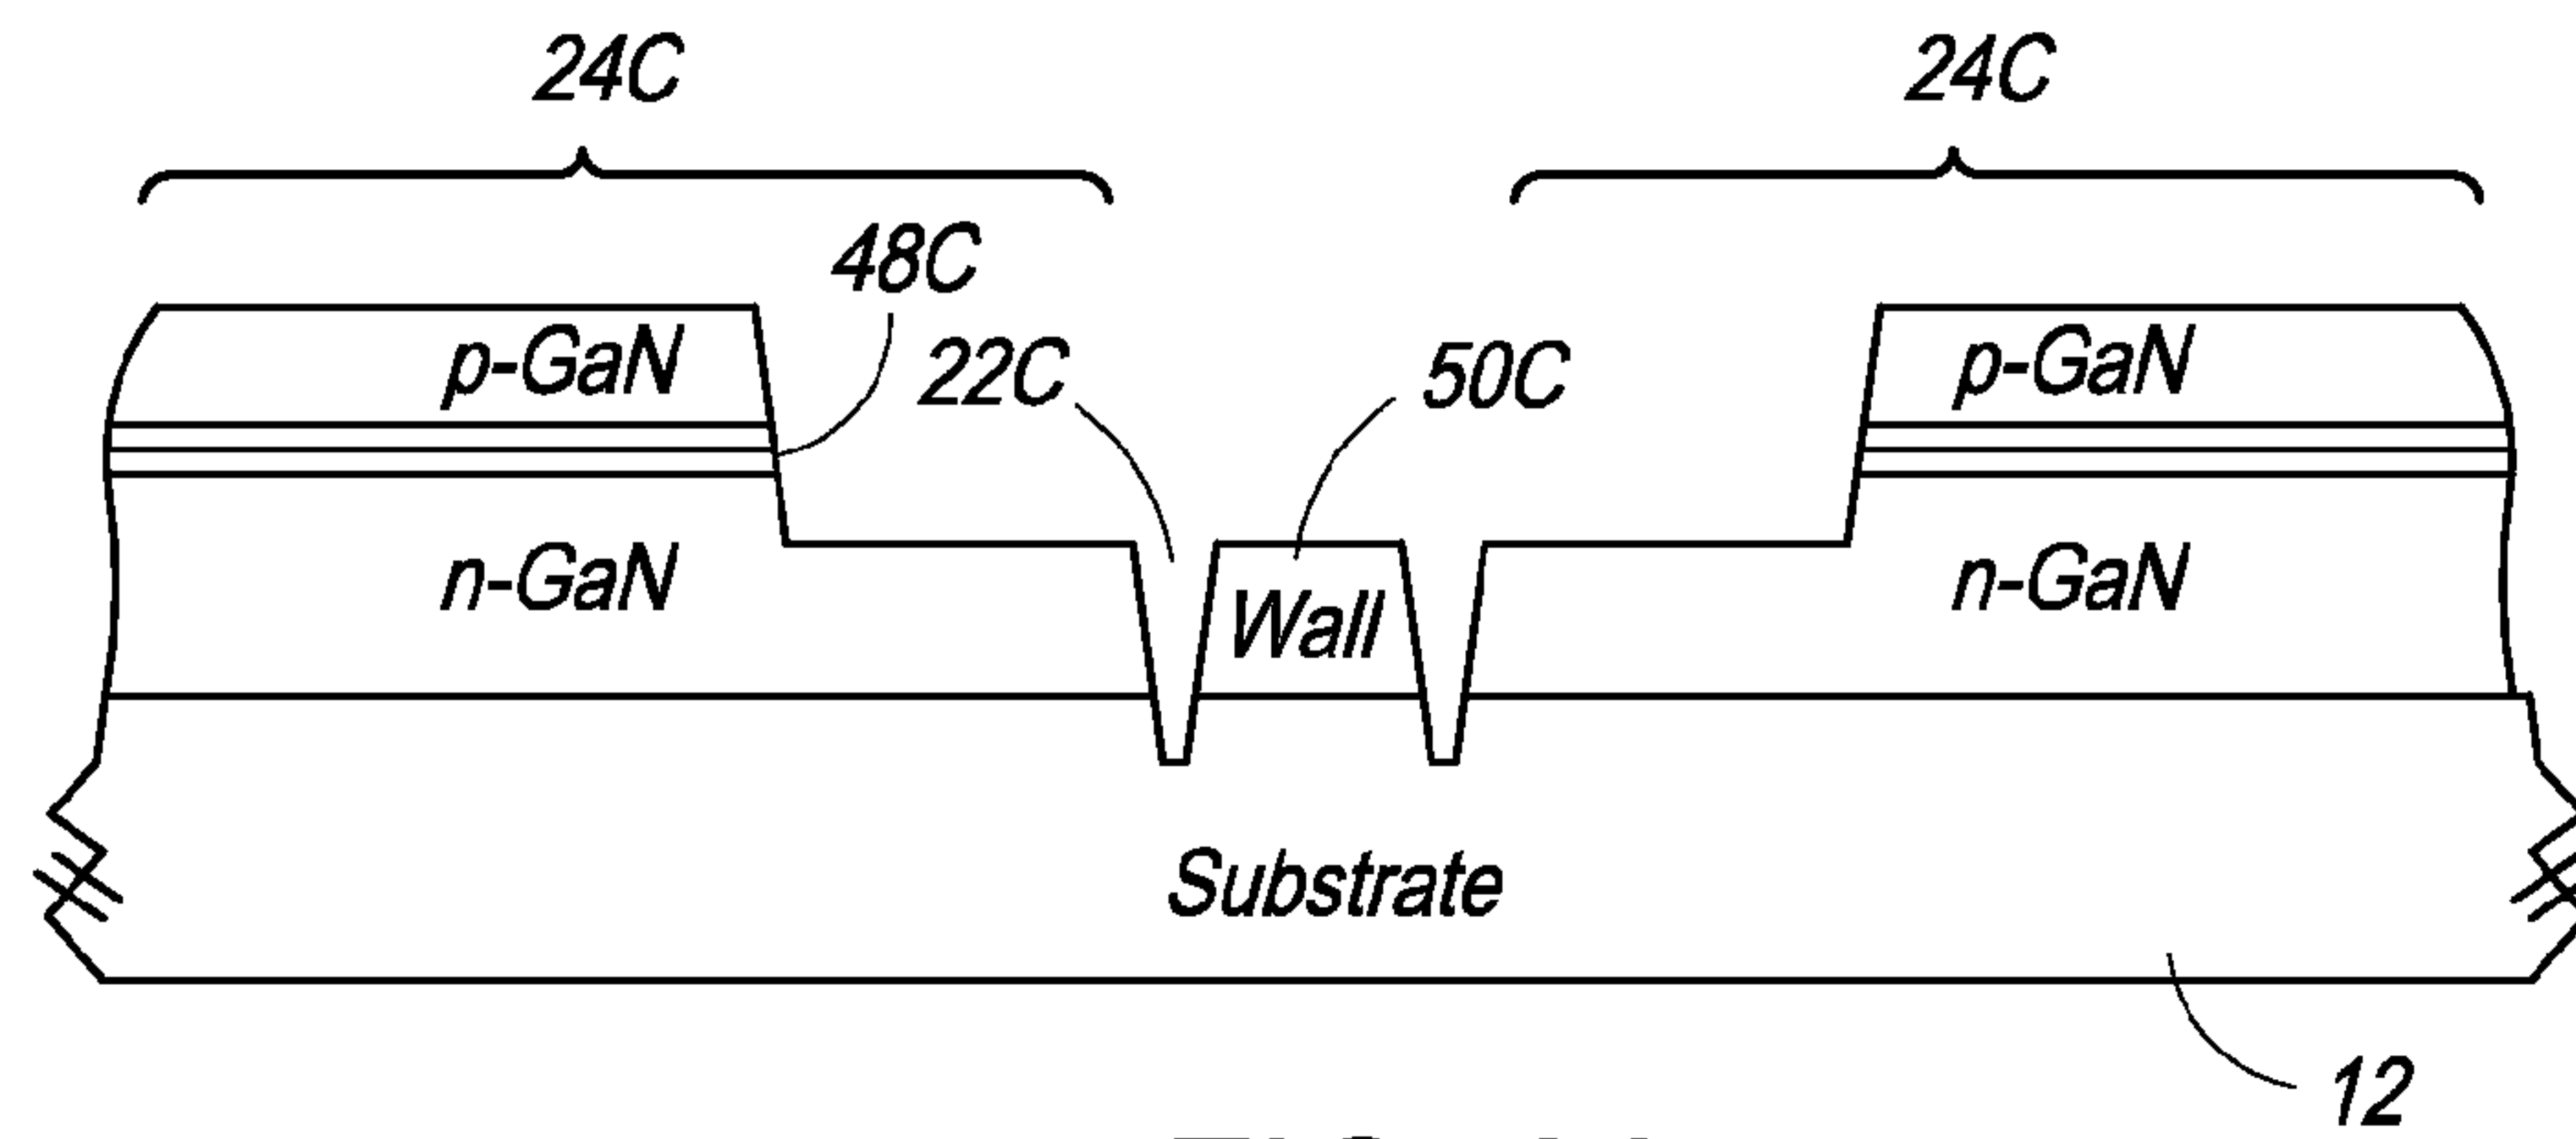 24C 24C
48C
22C 50C
p-GaN p-GaN
n-GaN n-GaN
Wall
Substrate
12